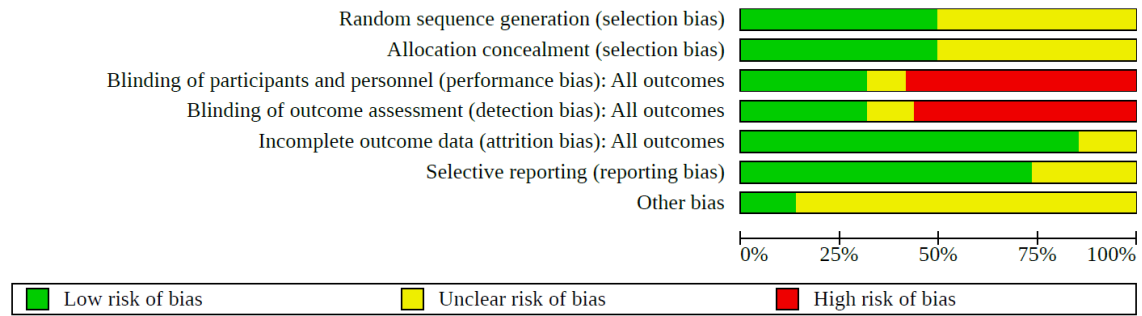 Random sequence generation (selection bias)
Allocation concealment (selection bias)
Blinding of participants and personnel (performance bias): All outcomes
Blinding of outcome assessment (detection bias): All outcomes
Incomplete outcome data (attrition bias): All outcomes
Selective reporting (reporting bias)
Other bias
0% 25% 50% 75% 100%
Low risk of bias Unclear risk of bias High risk of bias